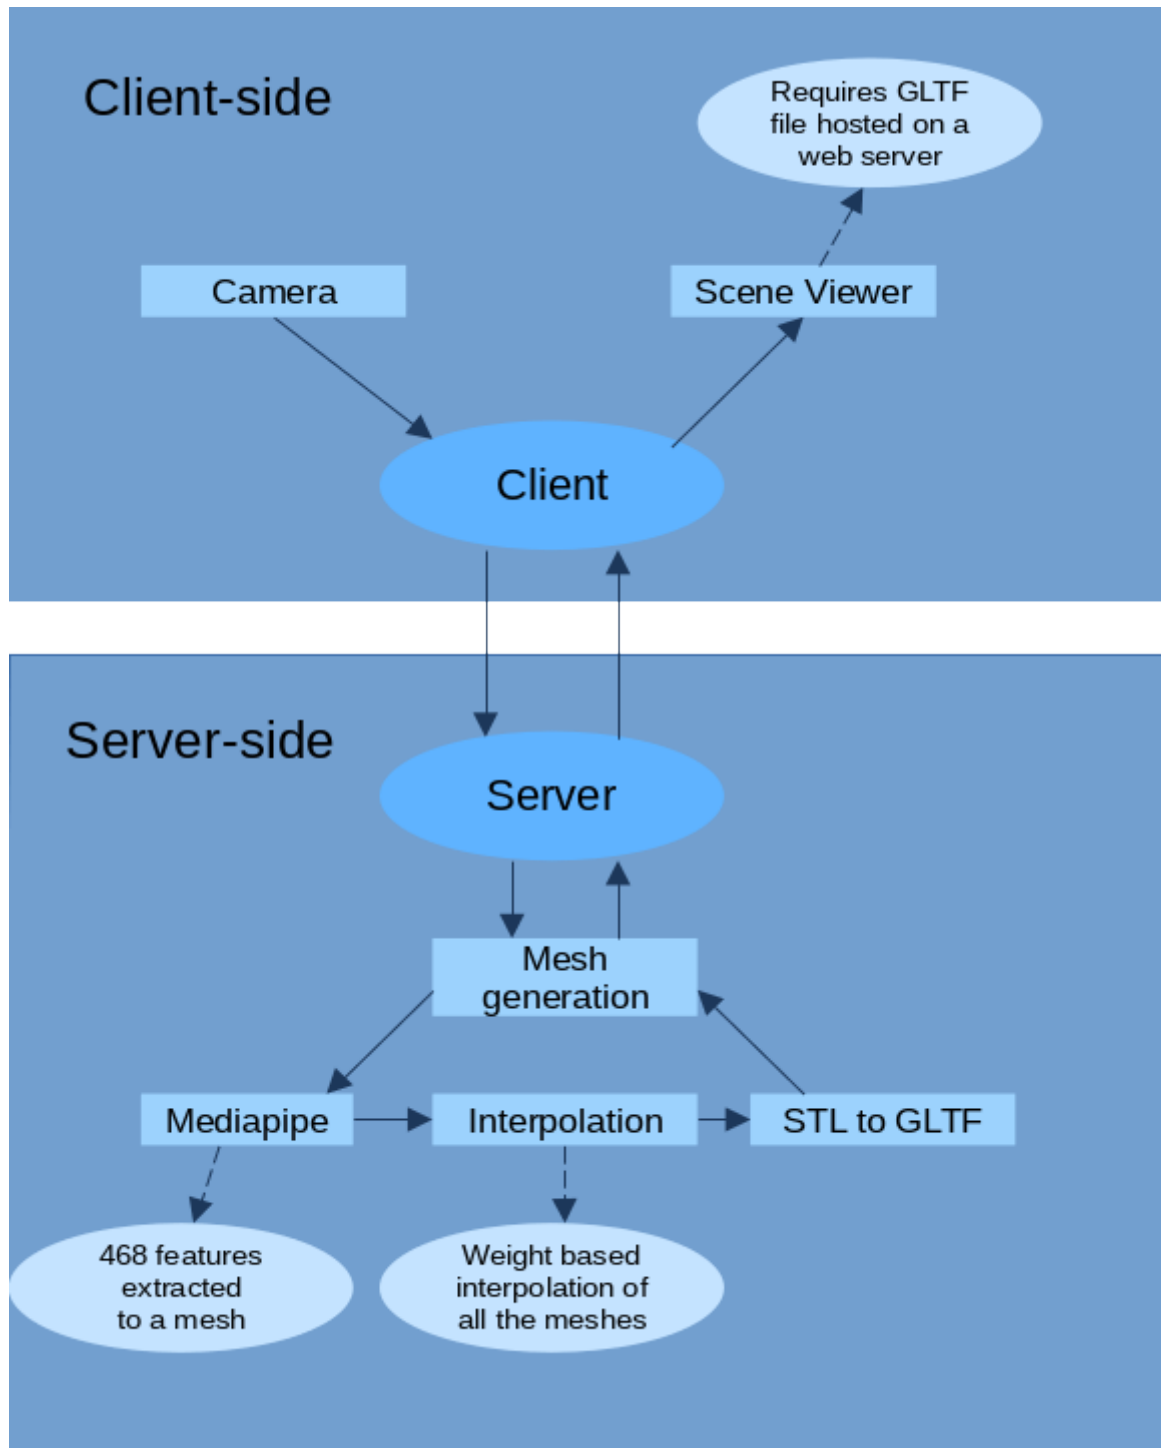 Client-side
Requires GLTF
file hosted on a
web server
Camera
Scene Viewer
Client
Server-side
Server
Mesh
generation
Mediapipe
Interpolation
STL to GLTF
468 features
extracted
to a mesh
Weight based
interpolation of
all the meshes